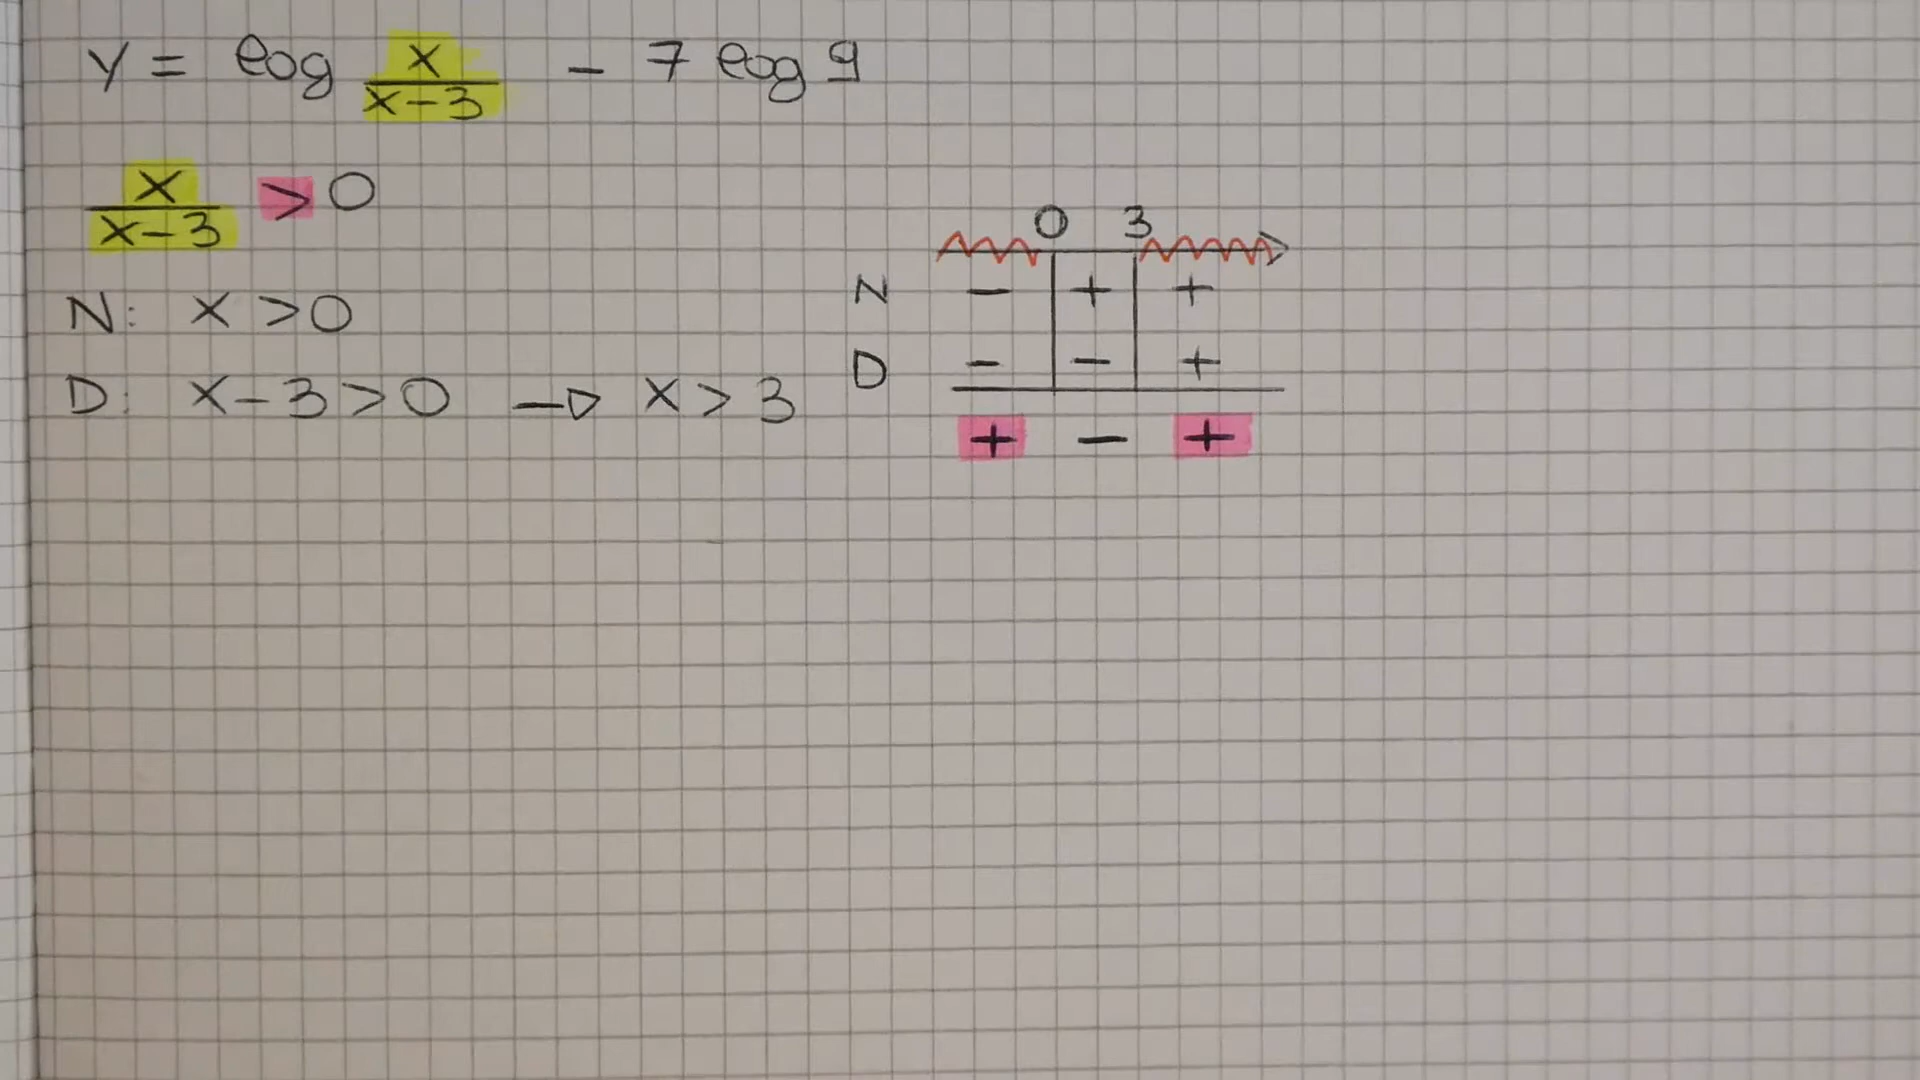 y = log x/(x-3) - 7 log 9
x/(x-3) > 0
N: x > 0
D: x-3 > 0 → x > 3
0 3
N - + +
D - - +
+ - +